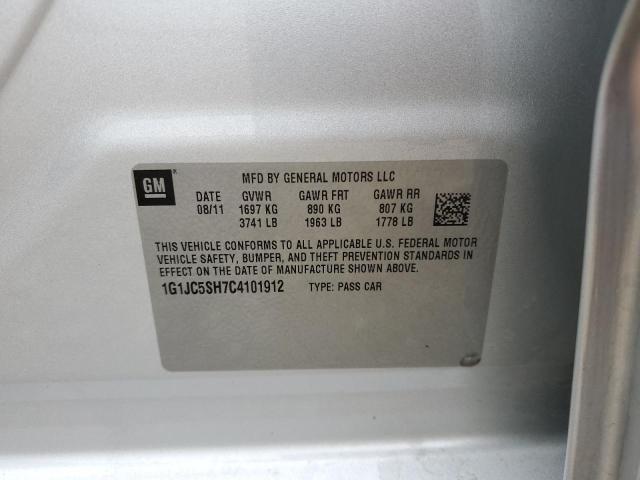 GM
MFD BY GENERAL MOTORS LLC
DATE GVWR GAWR FRT GAWR RR
08/11 1697 KG 890 KG 807 KG
3741 LB 1963 LB 1778 LB
THIS VEHICLE CONFORMS TO ALL APPLICABLE U.S. FEDERAL MOTOR
VEHICLE SAFETY, BUMPER, AND THEFT PREVENTION STANDARDS IN
EFFECT ON THE DATE OF MANUFACTURE SHOWN ABOVE.
1G1JC5SH7C4101912 TYPE: PASS CAR